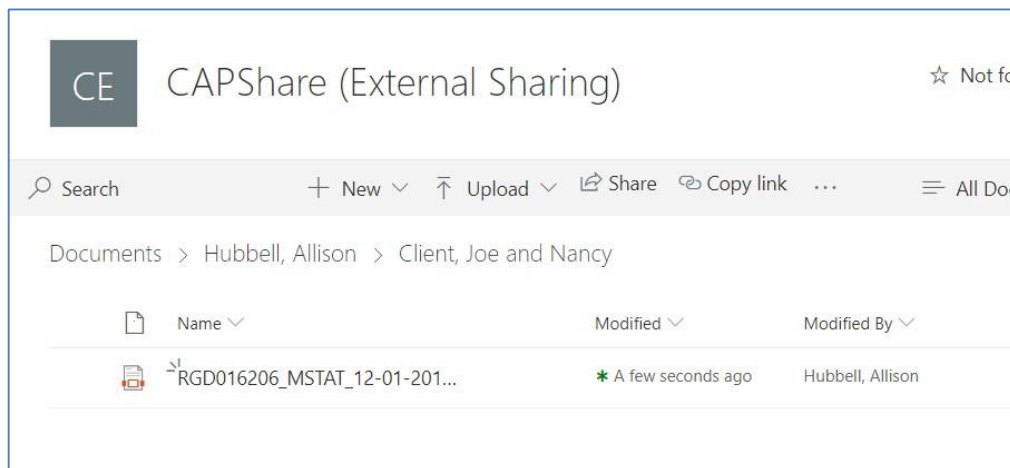 CE CAPShare (External Sharing) Not fo
Search New Upload Share Copy link ... All Do
Documents > Hubbell, Allison > Client, Joe and Nancy
Name Modified Modified By
RGD016206_MSTAT_12-01-201... A few seconds ago Hubbell, Allison